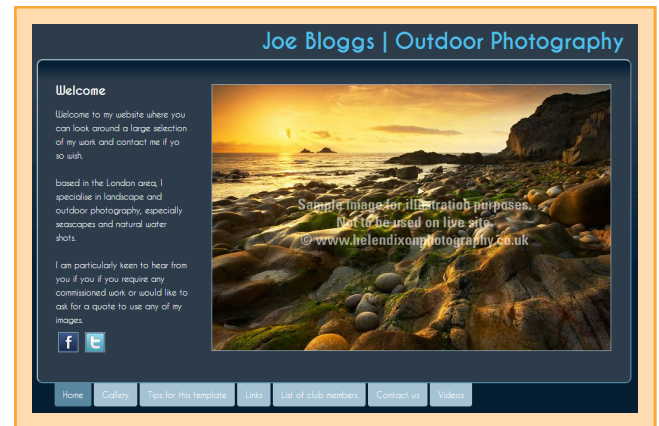 Joe Bloggs | Outdoor Photography
Welcome
Welcome to my website where you
can look around a large selection
of my work and contact me if yo
so wish.
based in the London area, I
specialise in landscape and
outdoor photography, especially
seascapes and natural water
shots.
I am particularly keen to hear from
you if you if you require any
commissioned work or would like to
ask for a quote to use any of my
images.
f t
Sample image for illustration purposes.
Not to be used on live site.
© www.helendixonphotography.co.uk
Home Gallery Tips for this template Links List of club members Contact us Videos